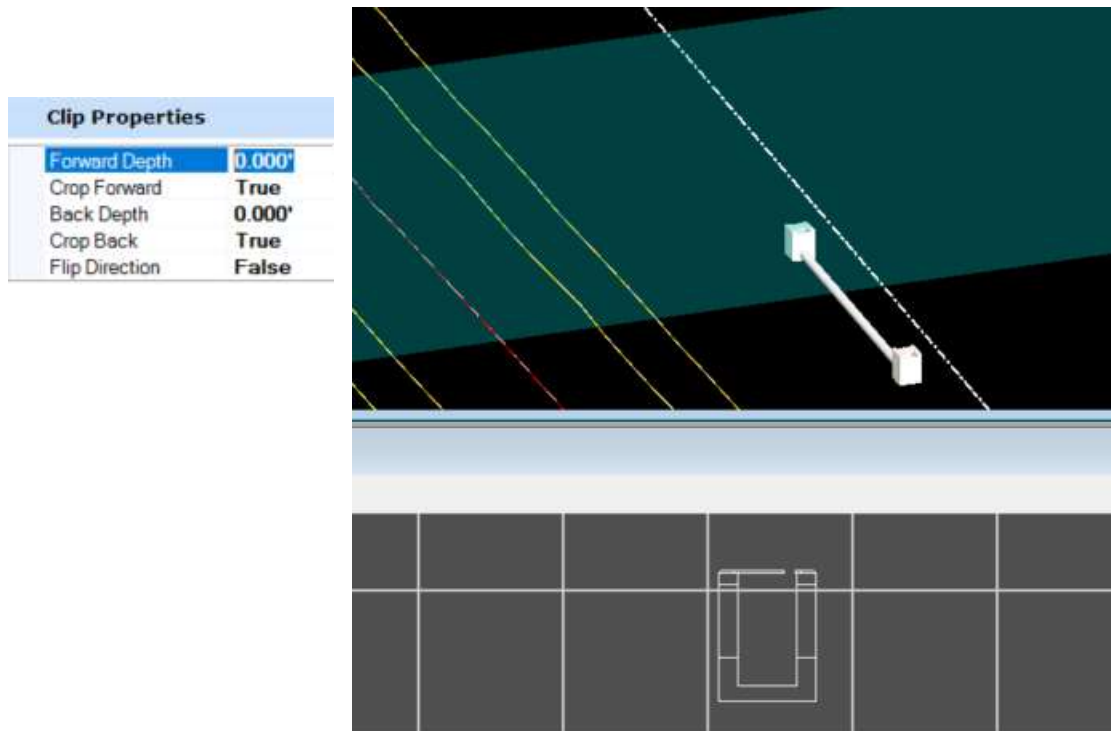 Clip Properties
Forward Depth 0.000'
Crop Forward True
Back Depth 0.000'
Crop Back True
Flip Direction False